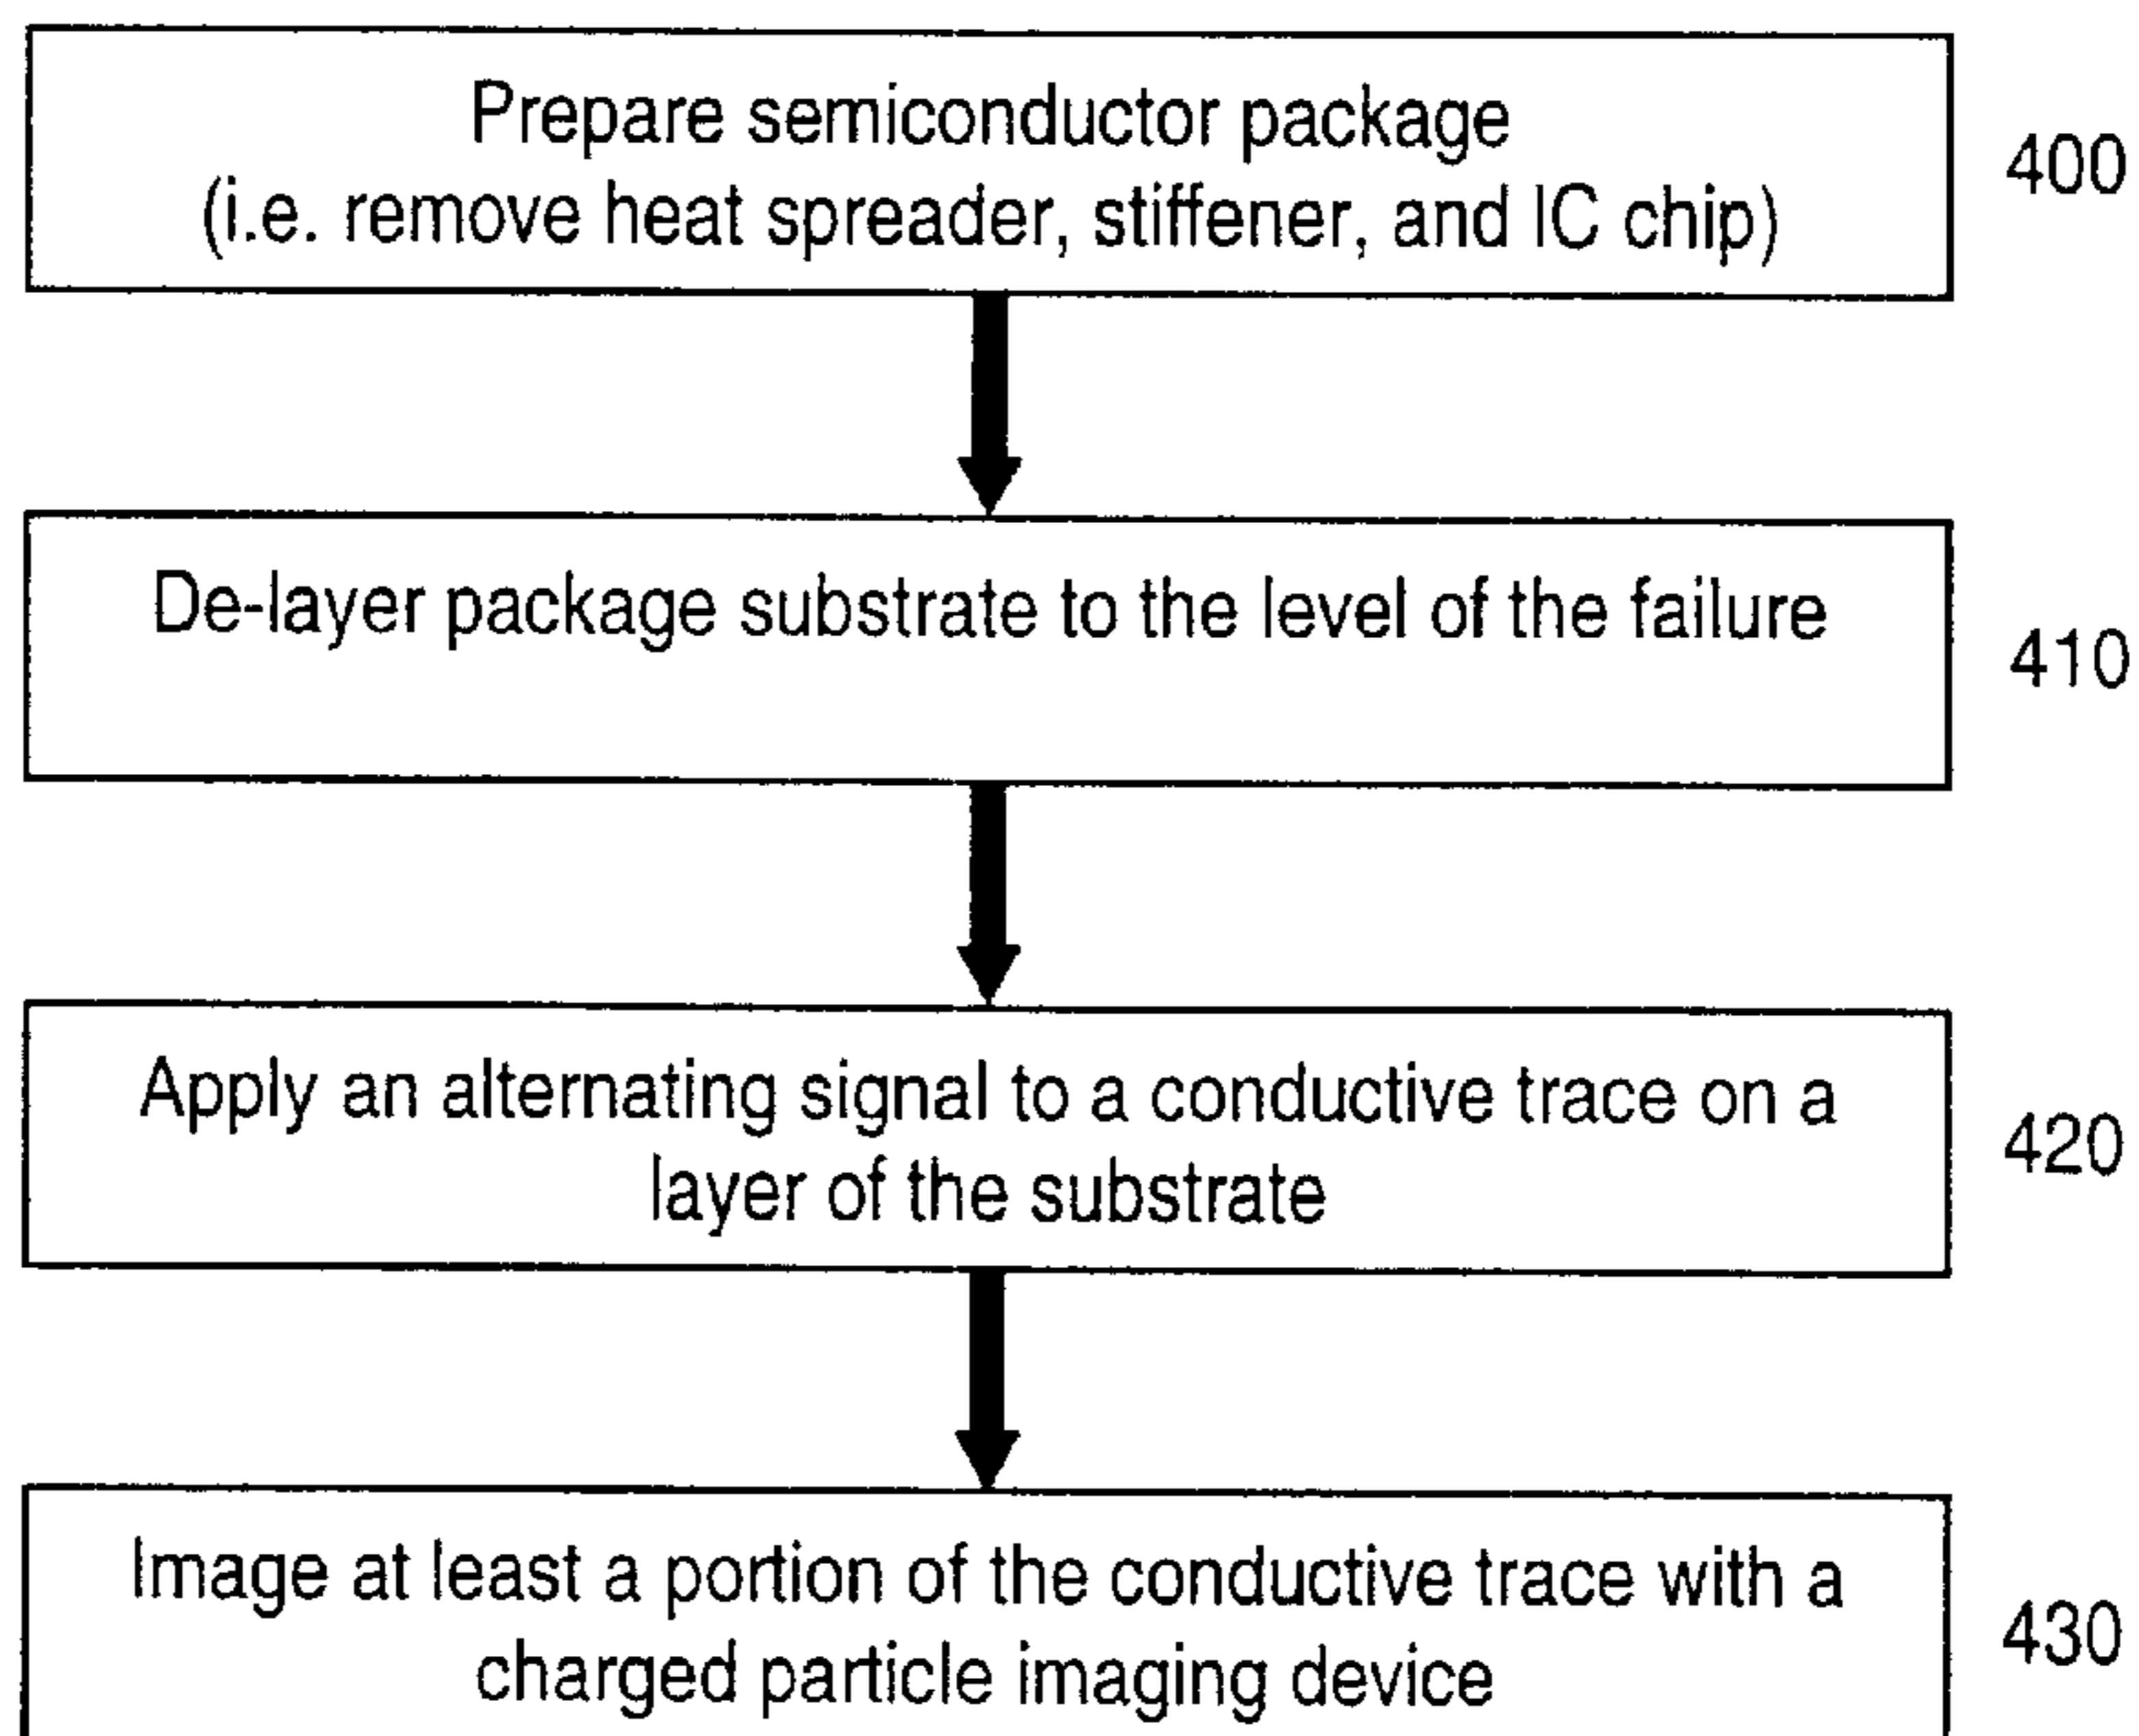 Prepare semiconductor package
(i.e. remove heat spreader, stiffener, and IC chip)
400
De-layer package substrate to the level of the failure
410
Apply an alternating signal to a conductive trace on a
layer of the substrate
420
Image at least a portion of the conductive trace with a
charged particle imaging device
430